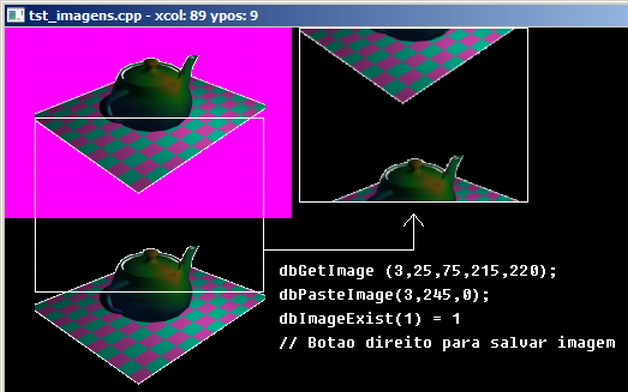 tst_imagens.cpp - xcol: 89 ypos: 9
dbGetImage (3,25,75,215,220);
dbPasteImage(3,245,0);
dbImageExist(1) = 1
// Botao direito para salvar imagem